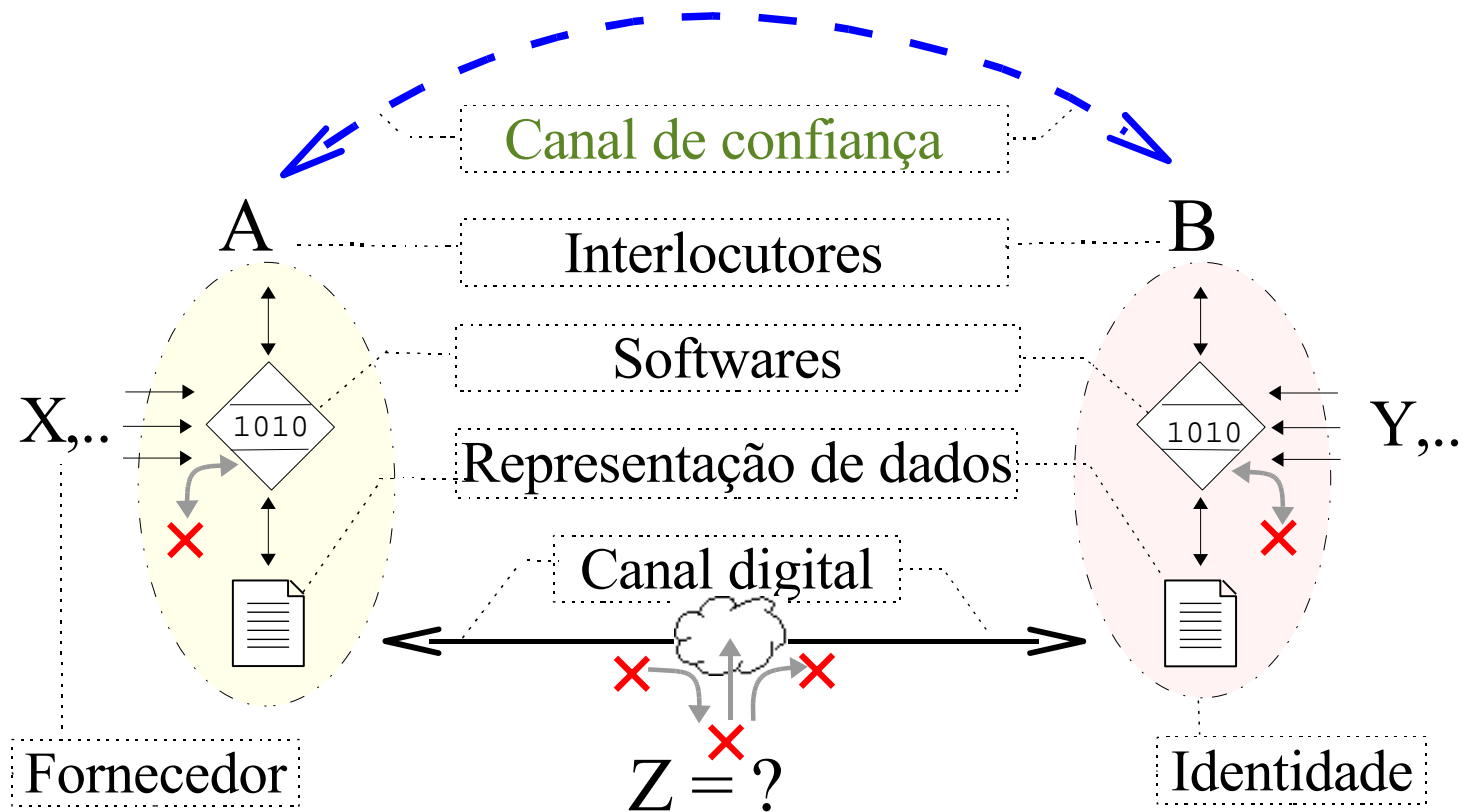 Canal de confiança
A
Interlocutores
B
Softwares
X,..
1010
1010
Y,..
Representação de dados
Canal digital
Fornecedor
Z = ?
Identidade